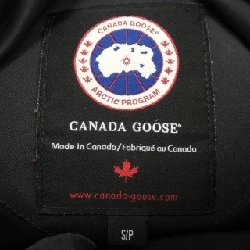 CANADA GOOSE
ARCTIC PROGRAM
CANADA GOOSE®
Made In Canada/Fabriqué au Canada
www.canada-goose.com
S/P